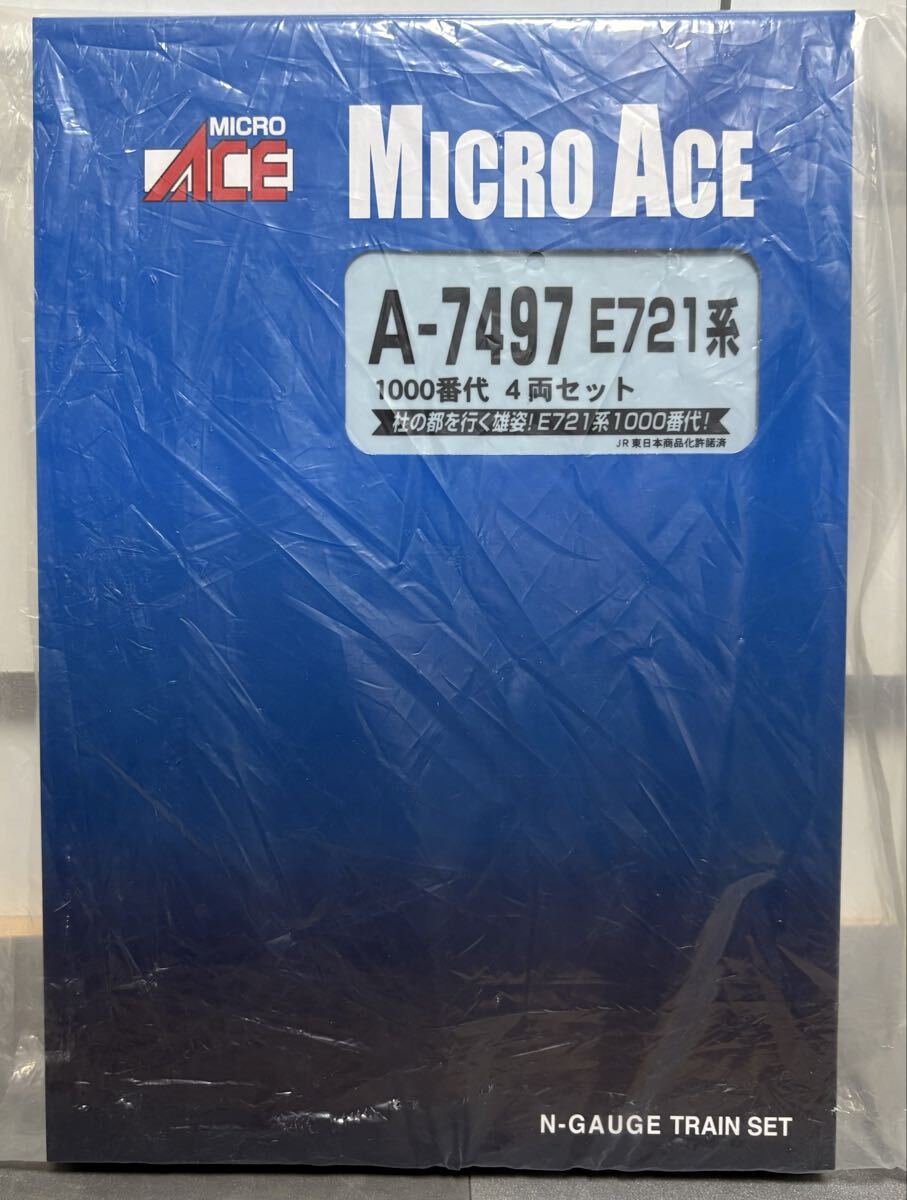 MICRO
ACE
MICRO ACE
A-7497 E721系
1000番代 4両セット
杜の都を行く雄姿!E721系1000番代!
JR東日本商品化許諾済
N-GAUGE TRAIN SET